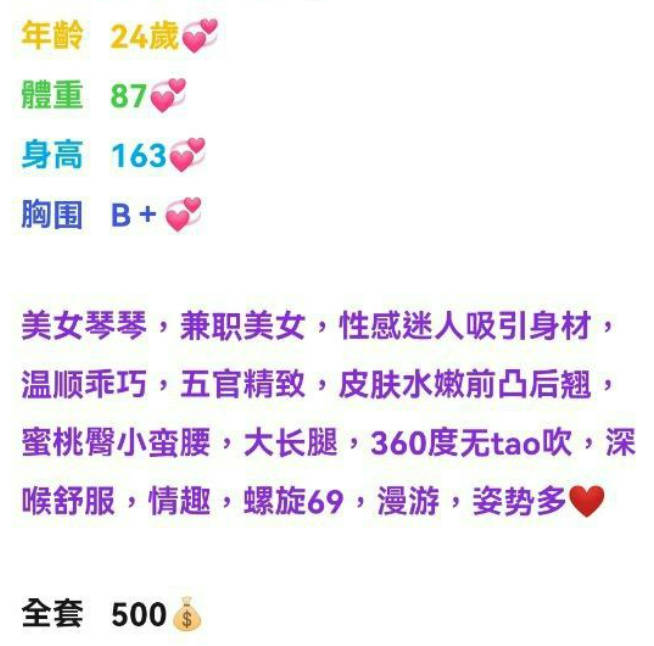 年齡 24歲💞
體重 87💞
身高 163💞
胸围 B+💞
美女琴琴，兼职美女，性感迷人吸引身材，
温顺乖巧，五官精致，皮肤水嫩前凸后翘，
蜜桃臀小蛮腰，大长腿，360度无tao吹，深
喉舒服，情趣，螺旋69，漫游，姿势多❤️
全套 500💰